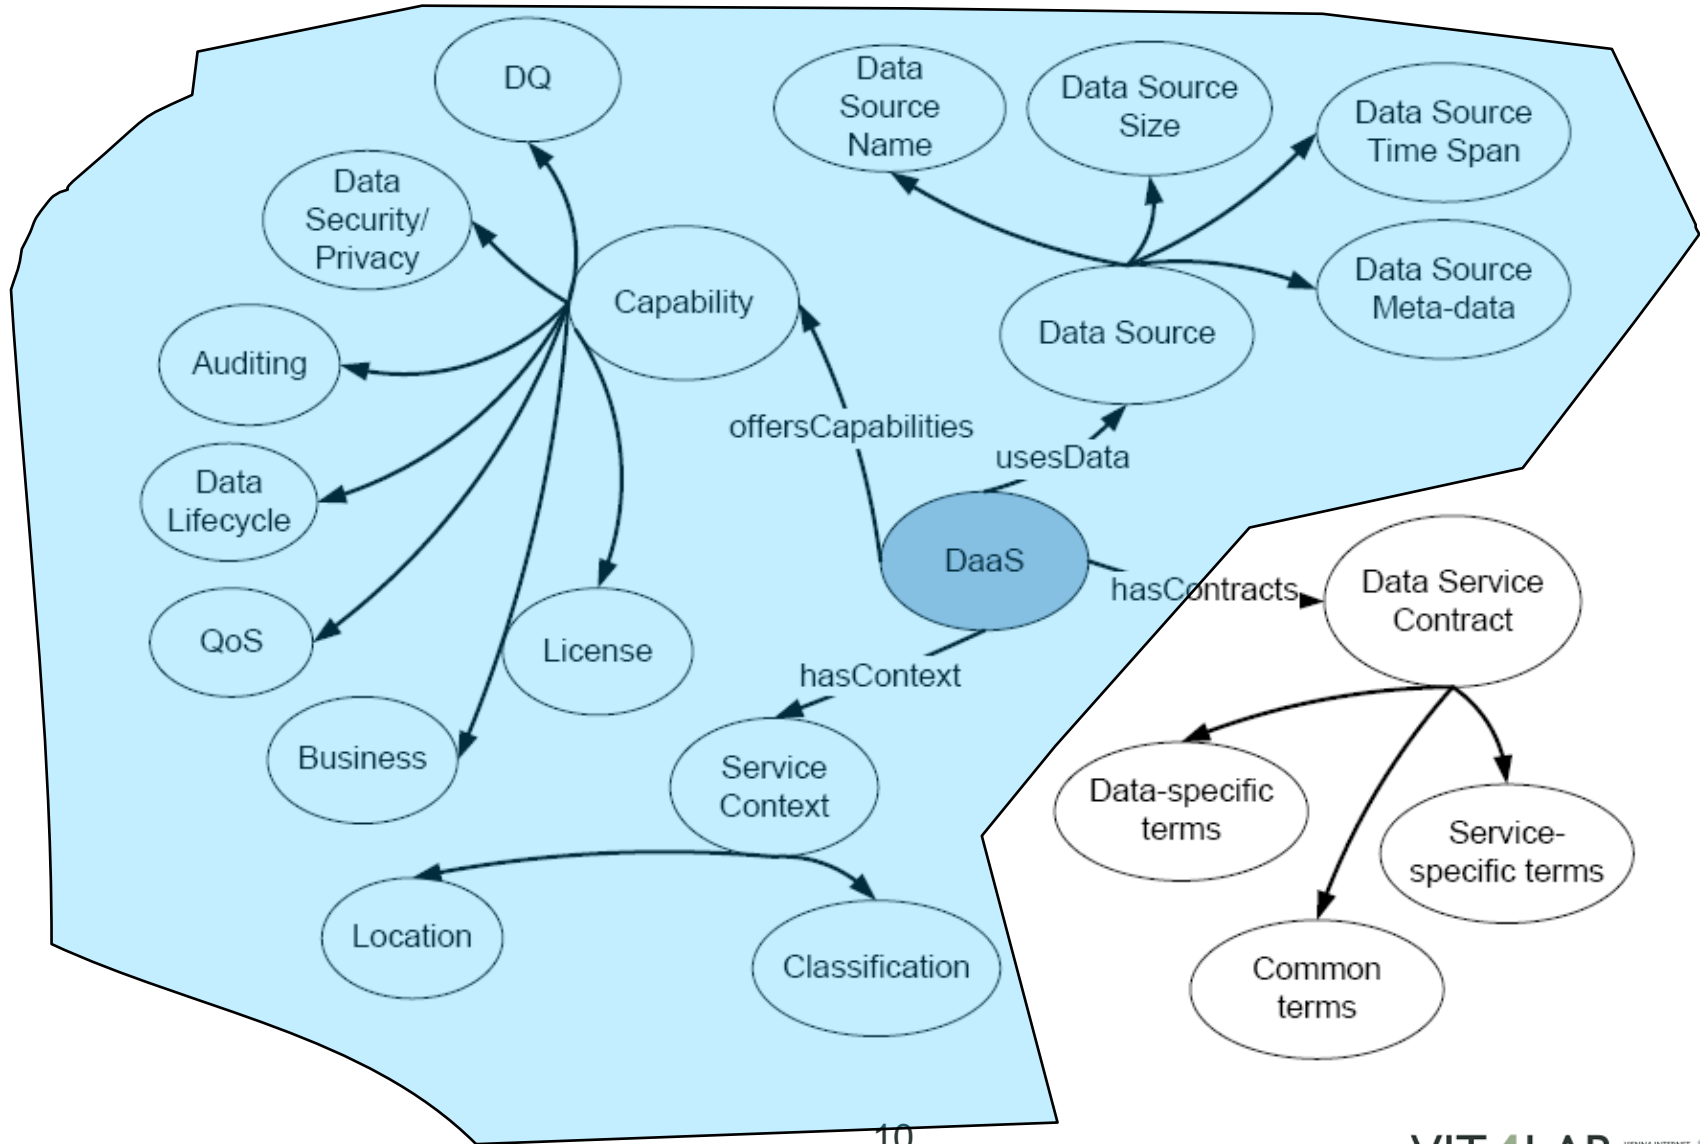 DQ
Data
Source
Name
Data Source
Size
Data Source
Time Span
Data
Security/
Privacy
Data Source
Meta-data
Capability
Data Source
Auditing
offersCapabilities
usesData
Data
Lifecycle
DaaS
hasContracts
Data Service
Contract
QoS
License
hasContext
Business
Service
Context
Data-specific
terms
Service-
specific terms
Location
Classification
Common
terms
10